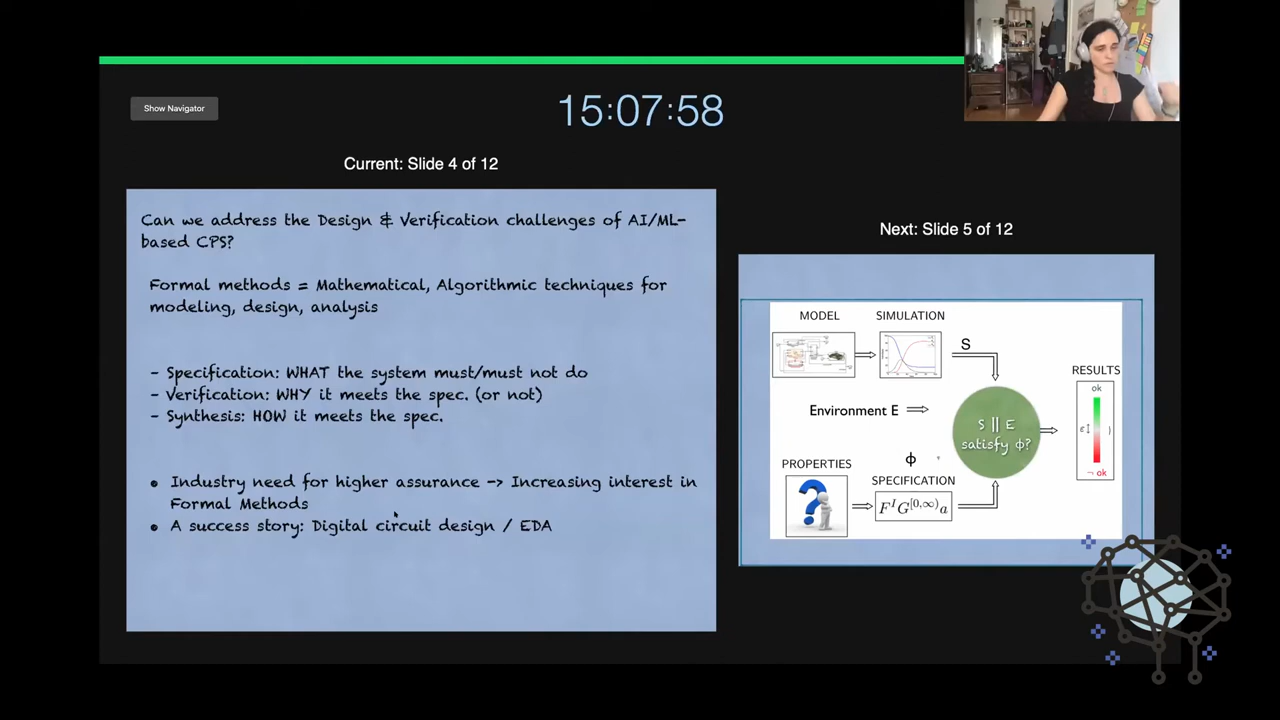 Show Navigator
15:07:58
Current: Slide 4 of 12
Can we address the Design & Verification challenges of AI/ML-
based CPS?
Formal methods = Mathematical, Algorithmic techniques for
modeling, design, analysis
- Specification: WHAT the system must/must not do
- Verification: WHY it meets the spec. (or not)
- Synthesis: HOW it meets the spec.
• Industry need for higher assurance -> Increasing interest in
Formal Methods
• A success story: Digital circuit design / EDA
Next: Slide 5 of 12
MODEL
SIMULATION
S
RESULTS
ok
Environment E
S || E
satisfy ϕ?
ε
¬ ok
ϕ
PROPERTIES
SPECIFICATION
F^I G^[0,∞) a